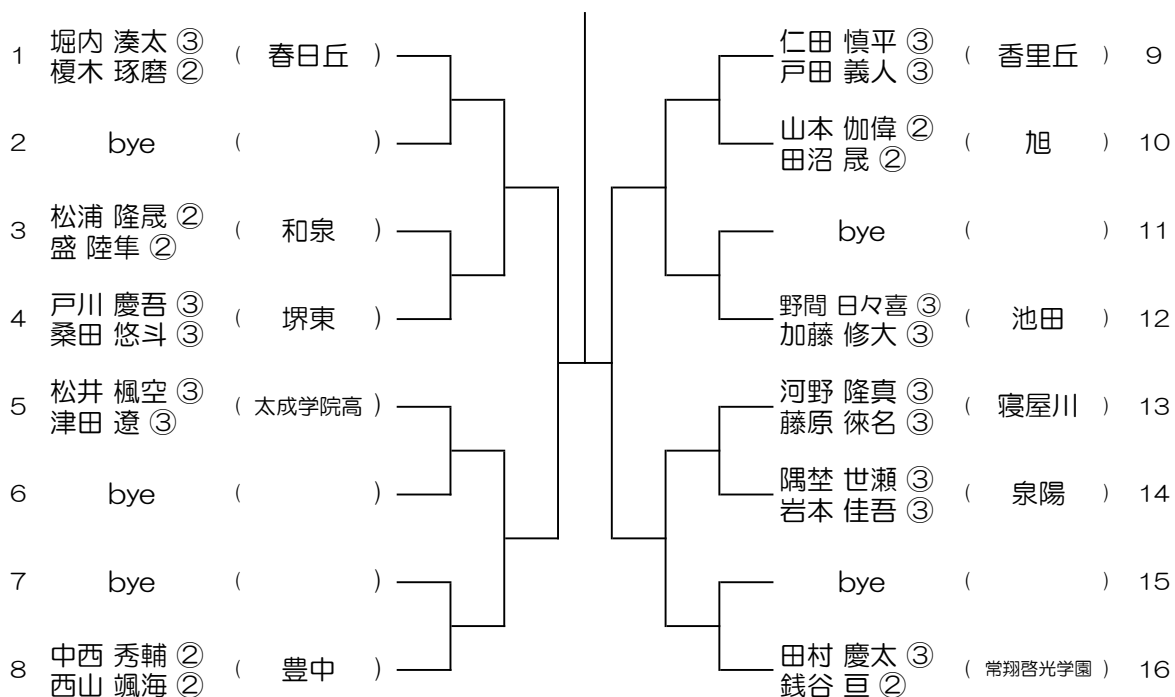 1 堀内 湊太 ③
榎木 琢磨 ② ( 春日丘 )
2 bye ( )
3 松浦 隆晟 ②
盛 陸隼 ② ( 和泉 )
4 戸川 慶吾 ③
桑田 悠斗 ③ ( 堺東 )
5 松井 楓空 ③
津田 遼 ③ ( 太成学院高 )
6 bye ( )
7 bye ( )
8 中西 秀輔 ②
西山 颯海 ② ( 豊中 )
仁田 慎平 ③
戸田 義人 ③ ( 香里丘 ) 9
山本 伽偉 ②
田沼 晟 ② ( 旭 ) 10
bye ( ) 11
野間 日々喜 ③
加藤 修大 ③ ( 池田 ) 12
河野 隆真 ③
藤原 徠名 ③ ( 寝屋川 ) 13
隅埜 世瀬 ③
岩本 佳吾 ③ ( 泉陽 ) 14
bye ( ) 15
田村 慶太 ③
銭谷 亘 ② ( 常翔啓光学園 ) 16